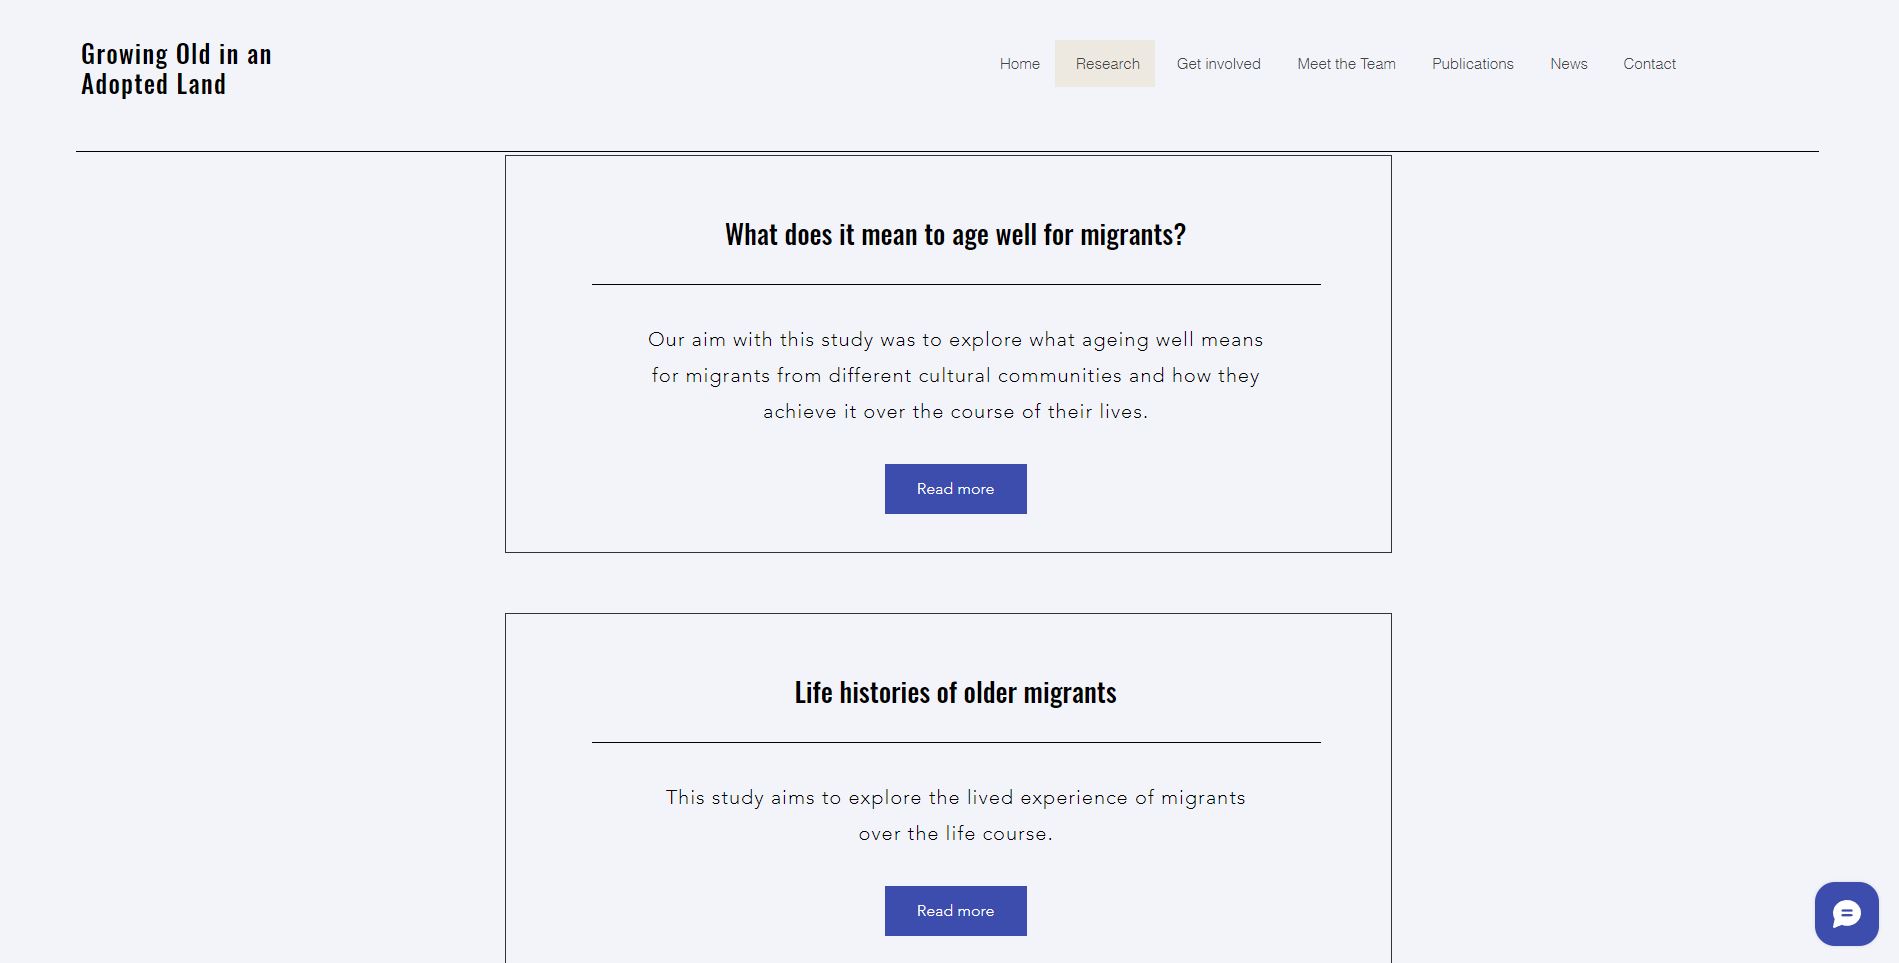 Growing Old in an
Adopted Land
Home Research Get involved Meet the Team Publications News Contact
What does it mean to age well for migrants?
Our aim with this study was to explore what ageing well means
for migrants from different cultural communities and how they
achieve it over the course of their lives.
Read more
Life histories of older migrants
This study aims to explore the lived experience of migrants
over the life course.
Read more